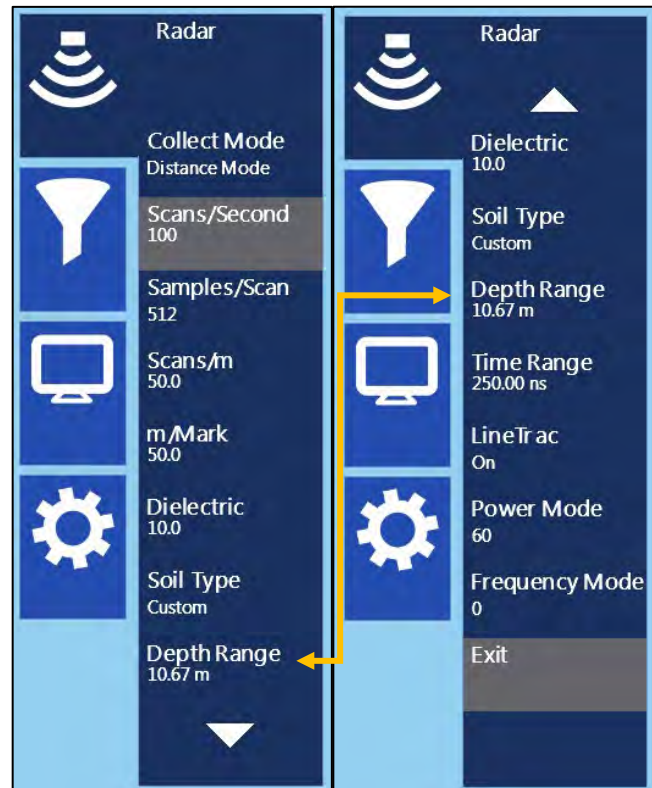 Radar
Collect Mode
Distance Mode
Scans/Second
100
Samples/Scan
512
Scans/m
50.0
m/Mark
50.0
Dielectric
10.0
Soil Type
Custom
Depth Range
10.67 m
Radar
Dielectric
10.0
Soil Type
Custom
Depth Range
10.67 m
Time Range
250.00 ns
LineTrac
On
Power Mode
60
Frequency Mode
0
Exit